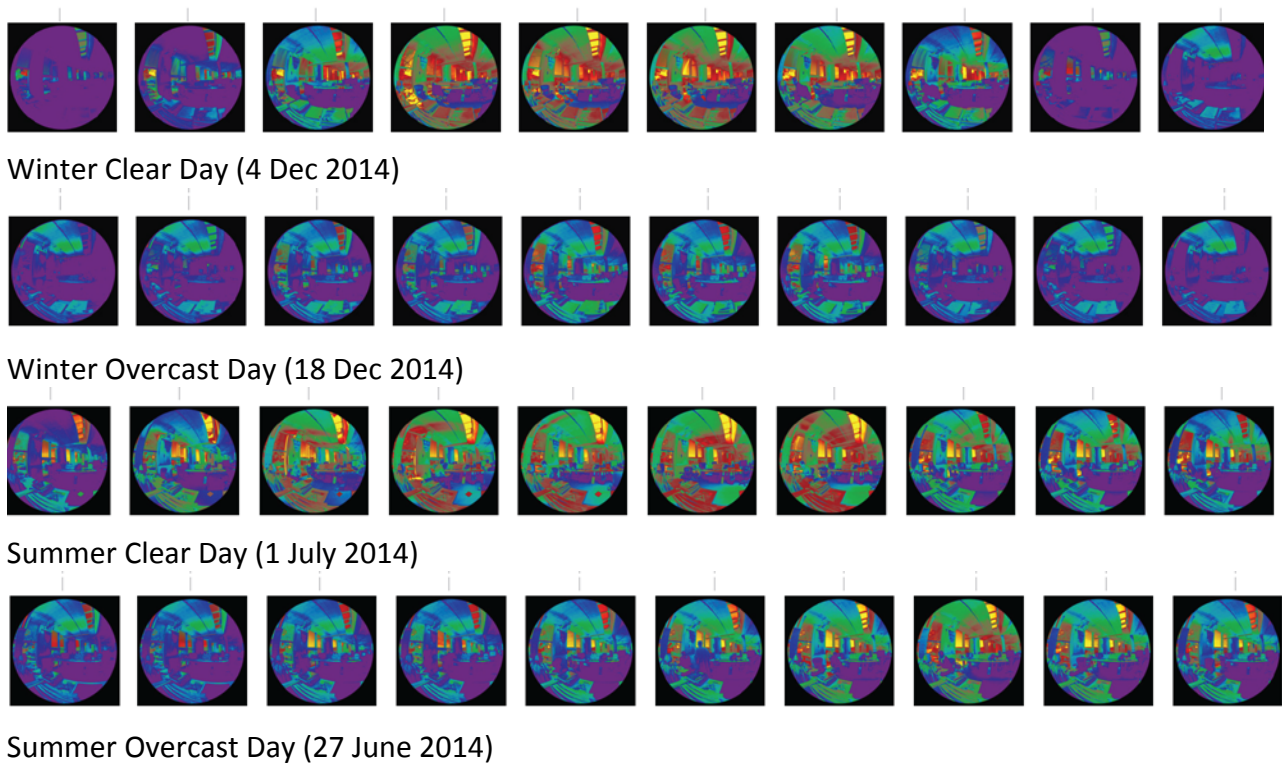 Winter Clear Day (4 Dec 2014)
Winter Overcast Day (18 Dec 2014)
Summer Clear Day (1 July 2014)
Summer Overcast Day (27 June 2014)